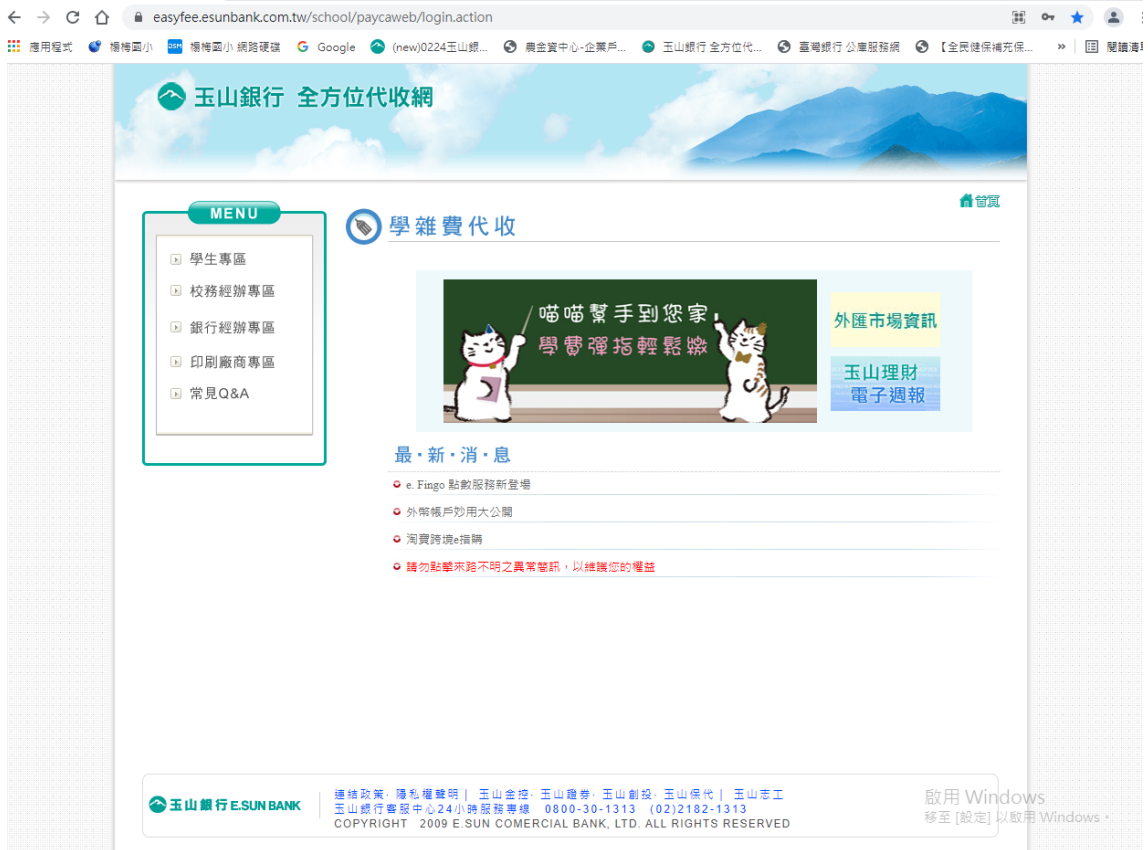 easyfee.esunbank.com.tw/school/paycaweb/login.action
應用程式 楊梅國小 DSM 楊梅國小 網路硬碟 G Google (new)0224玉山銀... 農金資中心-企業戶... 玉山銀行 全方位代... 臺灣銀行 公庫服務網 【全民健保補充保... » 閱讀清單
玉山銀行 全方位代收網
首頁
MENU
學生專區
校務經辦專區
銀行經辦專區
印刷廠商專區
常見Q&A
學雜費代收
喵喵幫手到您家,
學費彈指輕鬆繳
外匯市場資訊
玉山理財
電子週報
最·新·消·息
e. Fingo 點數服務新登場
外幣帳戶妙用大公開
淘寶跨境e指購
請勿點擊來路不明之異常簡訊，以維護您的權益
玉山銀行 E.SUN BANK
連結政策· 隱私權聲明 | 玉山金控· 玉山證券· 玉山創投· 玉山保代 | 玉山志工
玉山銀行客服中心24小時服務專線 0800-30-1313 (02)2182-1313
COPYRIGHT 2009 E.SUN COMERCIAL BANK, LTD. ALL RIGHTS RESERVED
啟用 Windows
移至 [設定] 以啟用 Windows。